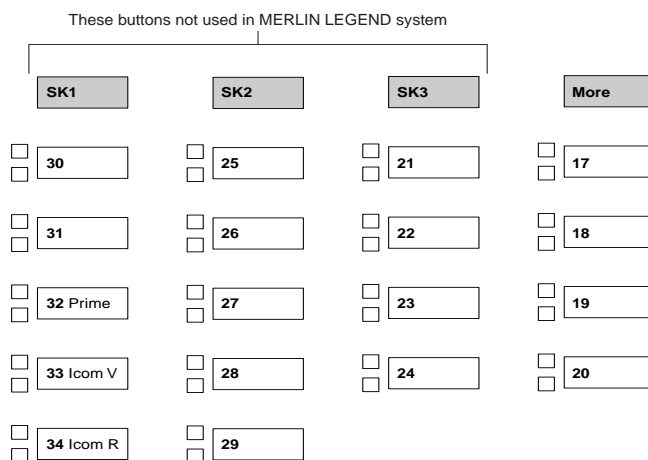 These buttons not used in MERLIN LEGEND system
SK1 SK2 SK3 More
30 25 21 17
31 26 22 18
32 Prime 27 23 19
33 Icom V 28 24 20
34 Icom R 29